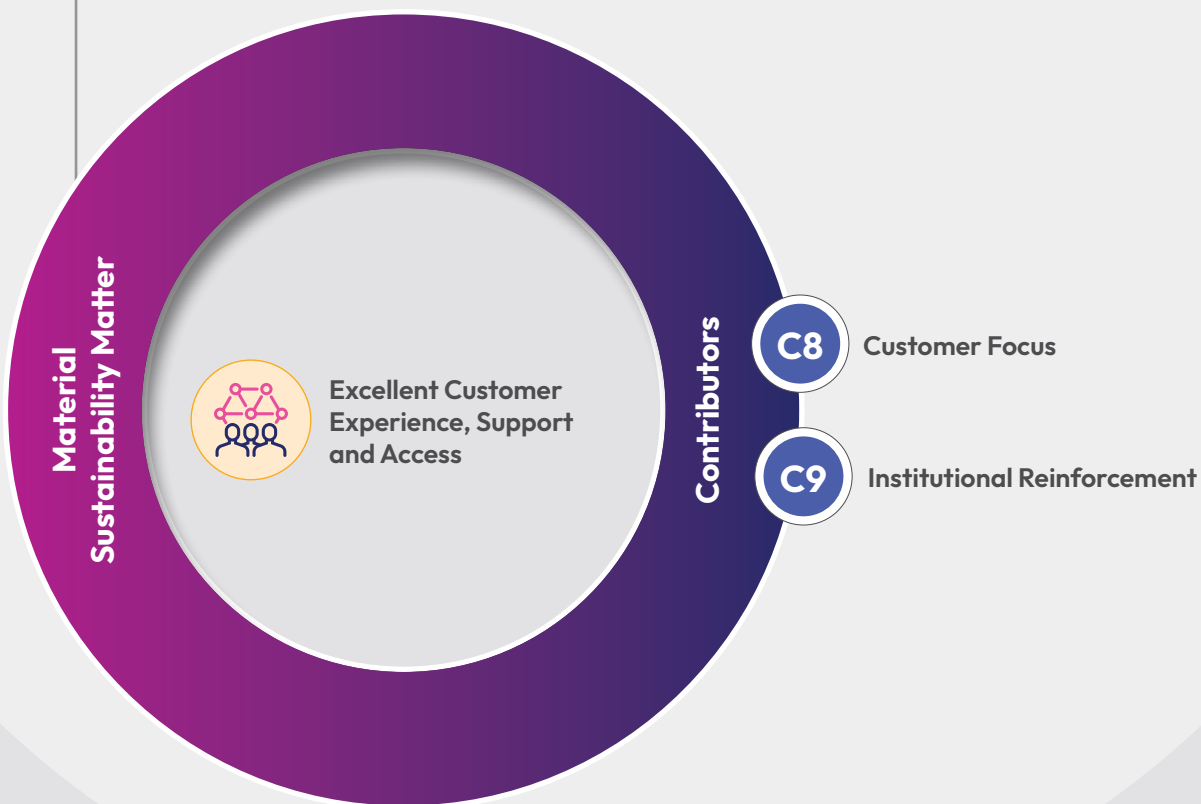 Material
Sustainability Matter
Excellent Customer
Experience, Support
and Access
Contributors
C8
Customer Focus
C9
Institutional Reinforcement